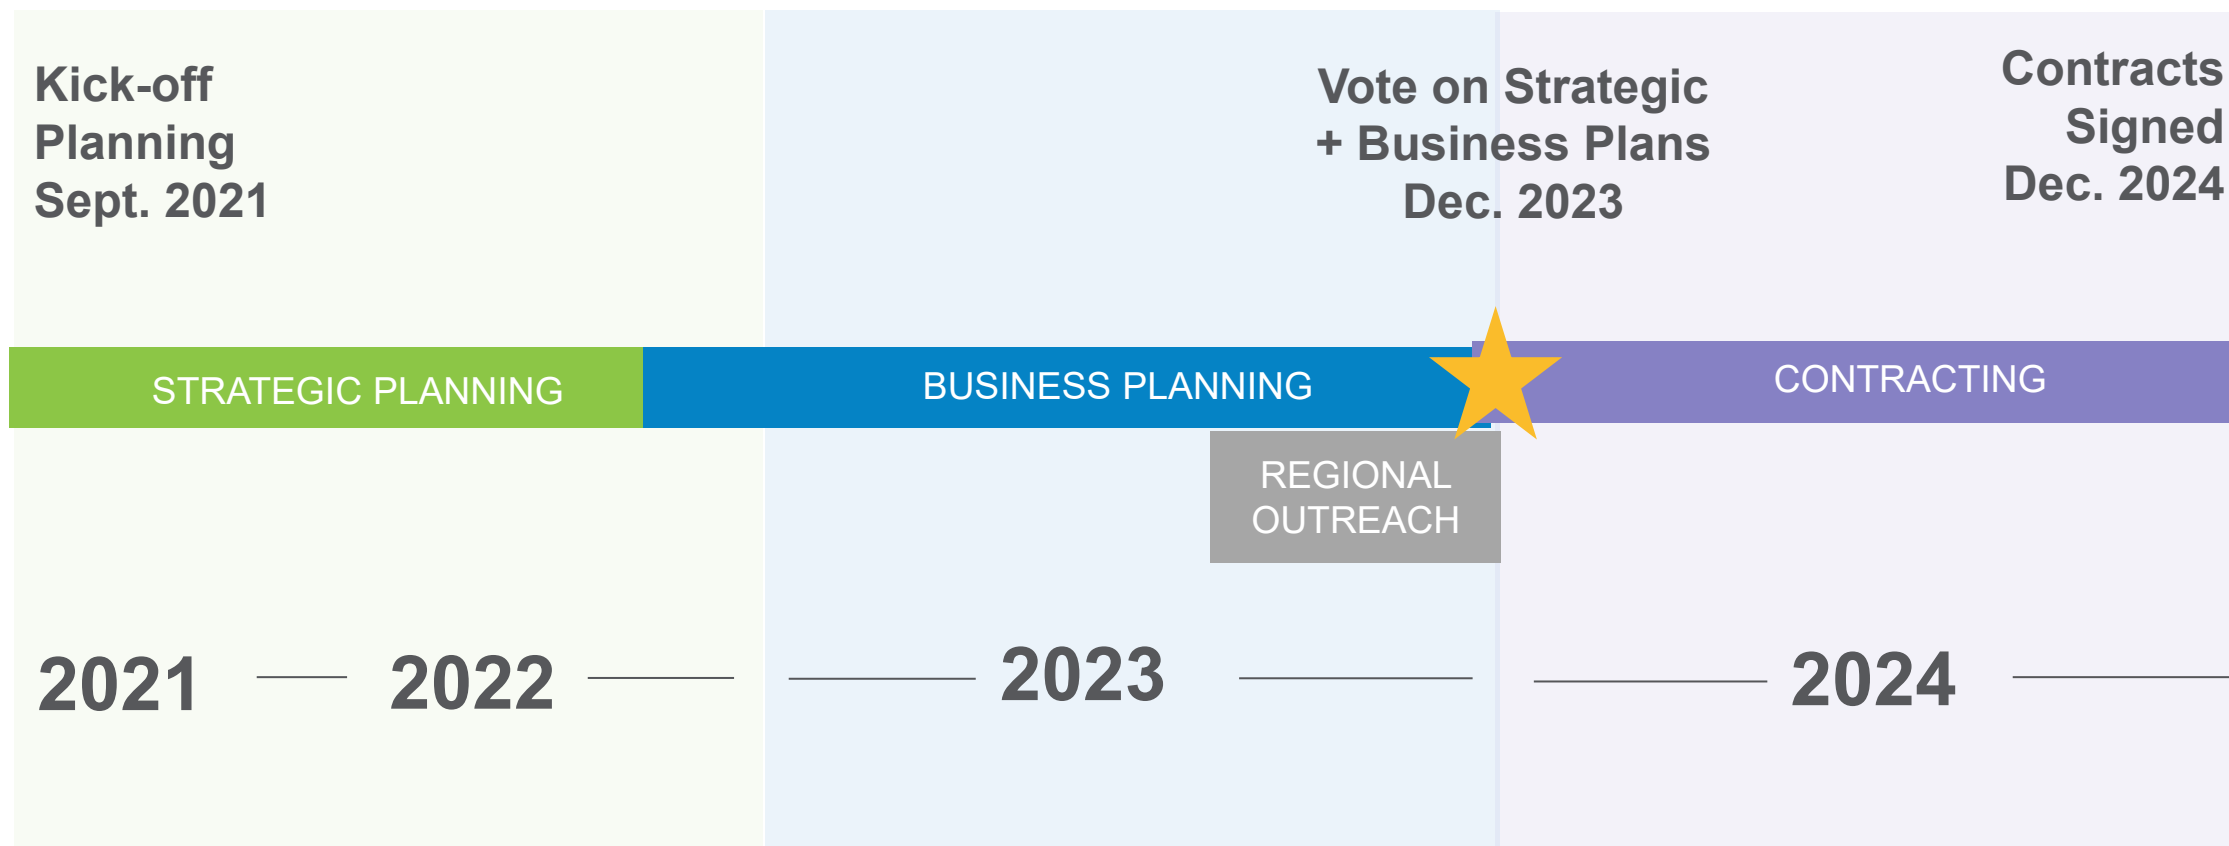 Kick-off
Planning
Sept. 2021
Vote on Strategic
+ Business Plans
Dec. 2023
Contracts
Signed
Dec. 2024
STRATEGIC PLANNING
BUSINESS PLANNING
CONTRACTING
REGIONAL
OUTREACH
2021
2022
2023
2024